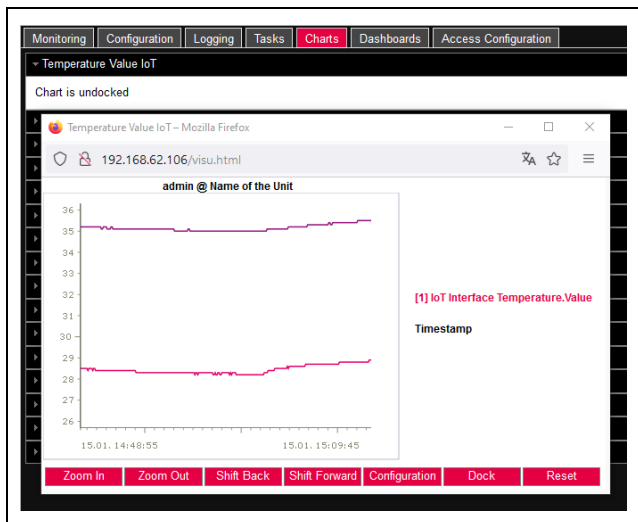 Monitoring Configuration Logging Tasks Charts Dashboards Access Configuration
Temperature Value IoT
Chart is undocked
Temperature Value IoT – Mozilla Firefox
192.168.62.106/visu.html
admin @ Name of the Unit
36
35
34
33
32
31
30
29
28
27
26
15.01. 14:48:55 15.01. 15:09:45
[1] IoT Interface Temperature.Value
Timestamp
Zoom In Zoom Out Shift Back Shift Forward Configuration Dock Reset